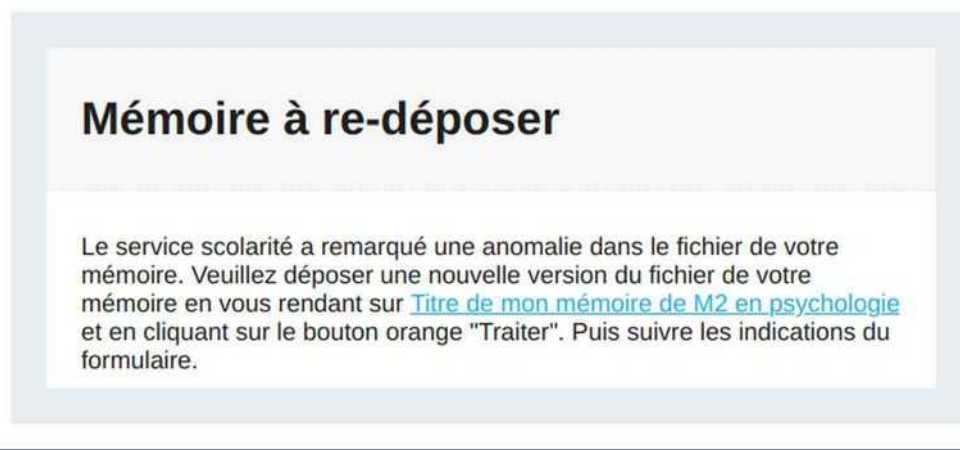 Mémoire à re-déposer
Le service scolarité a remarqué une anomalie dans le fichier de votre
mémoire. Veuillez déposer une nouvelle version du fichier de votre
mémoire en vous rendant sur Titre de mon mémoire de M2 en psychologie
et en cliquant sur le bouton orange "Traiter". Puis suivre les indications du
formulaire.